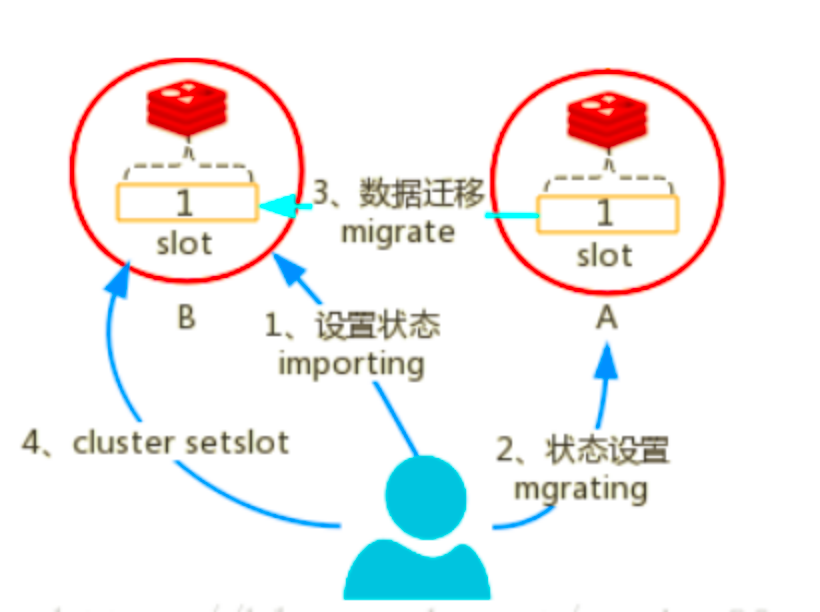 1
slot
B
3、数据迁移
migrate
1
slot
A
1、设置状态
importing
4、cluster setslot
2、状态设置
mgrating